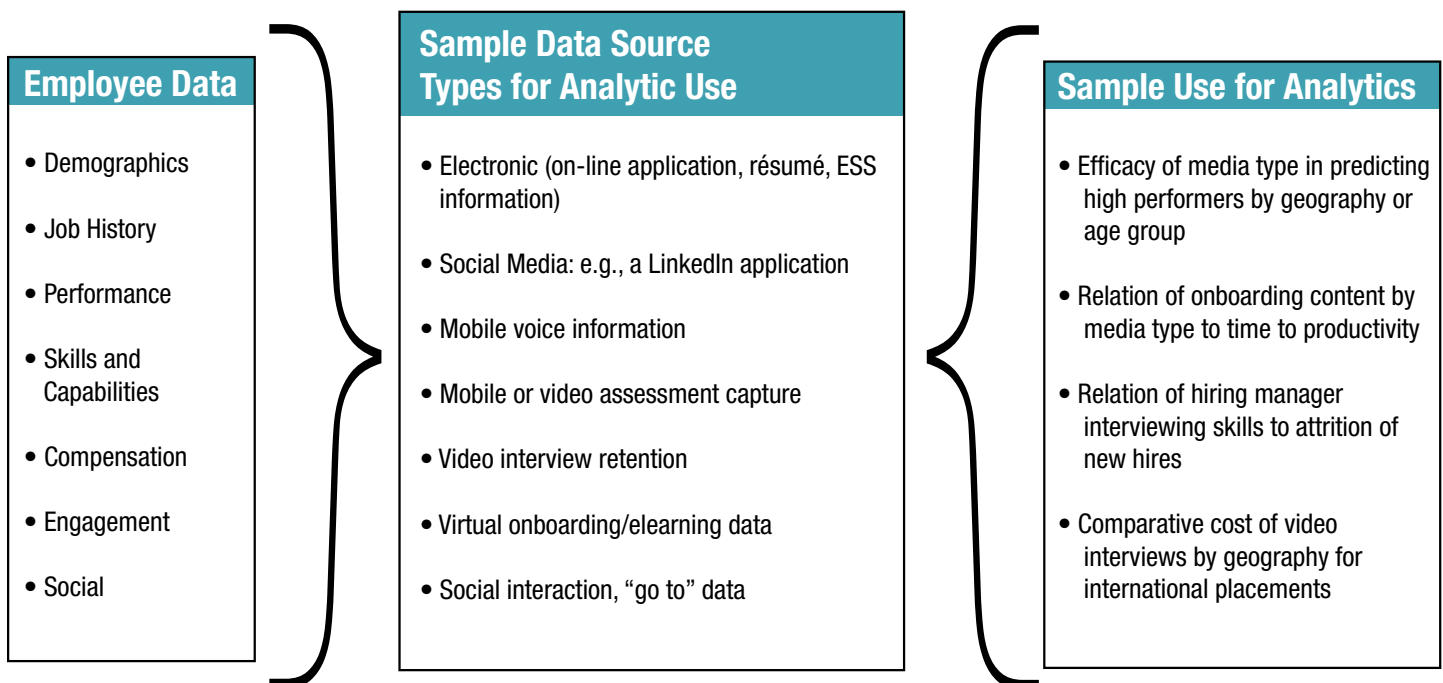 Employee Data
• Demographics
• Job History
• Performance
• Skills and
Capabilities
• Compensation
• Engagement
• Social
Sample Data Source
Types for Analytic Use
• Electronic (on-line application, résumé, ESS
information)
• Social Media: e.g., a LinkedIn application
• Mobile voice information
• Mobile or video assessment capture
• Video interview retention
• Virtual onboarding/elearning data
• Social interaction, “go to” data
Sample Use for Analytics
• Efficacy of media type in predicting
high performers by geography or
age group
• Relation of onboarding content by
media type to time to productivity
• Relation of hiring manager
interviewing skills to attrition of
new hires
• Comparative cost of video
interviews by geography for
international placements